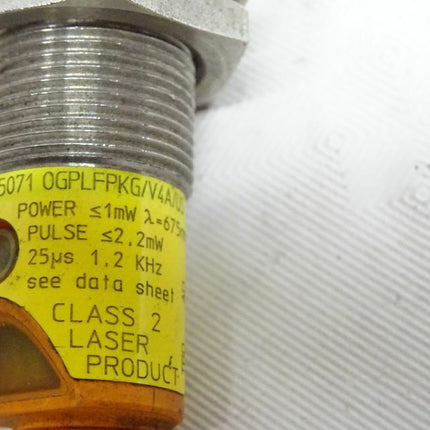 5071 OGPLFPKG/V4A/US
POWER ≤1mW λ=675
PULSE ≤2,2mW
25µs 1,2 KHz
see data sheet
CLASS 2
LASER
PRODUCT